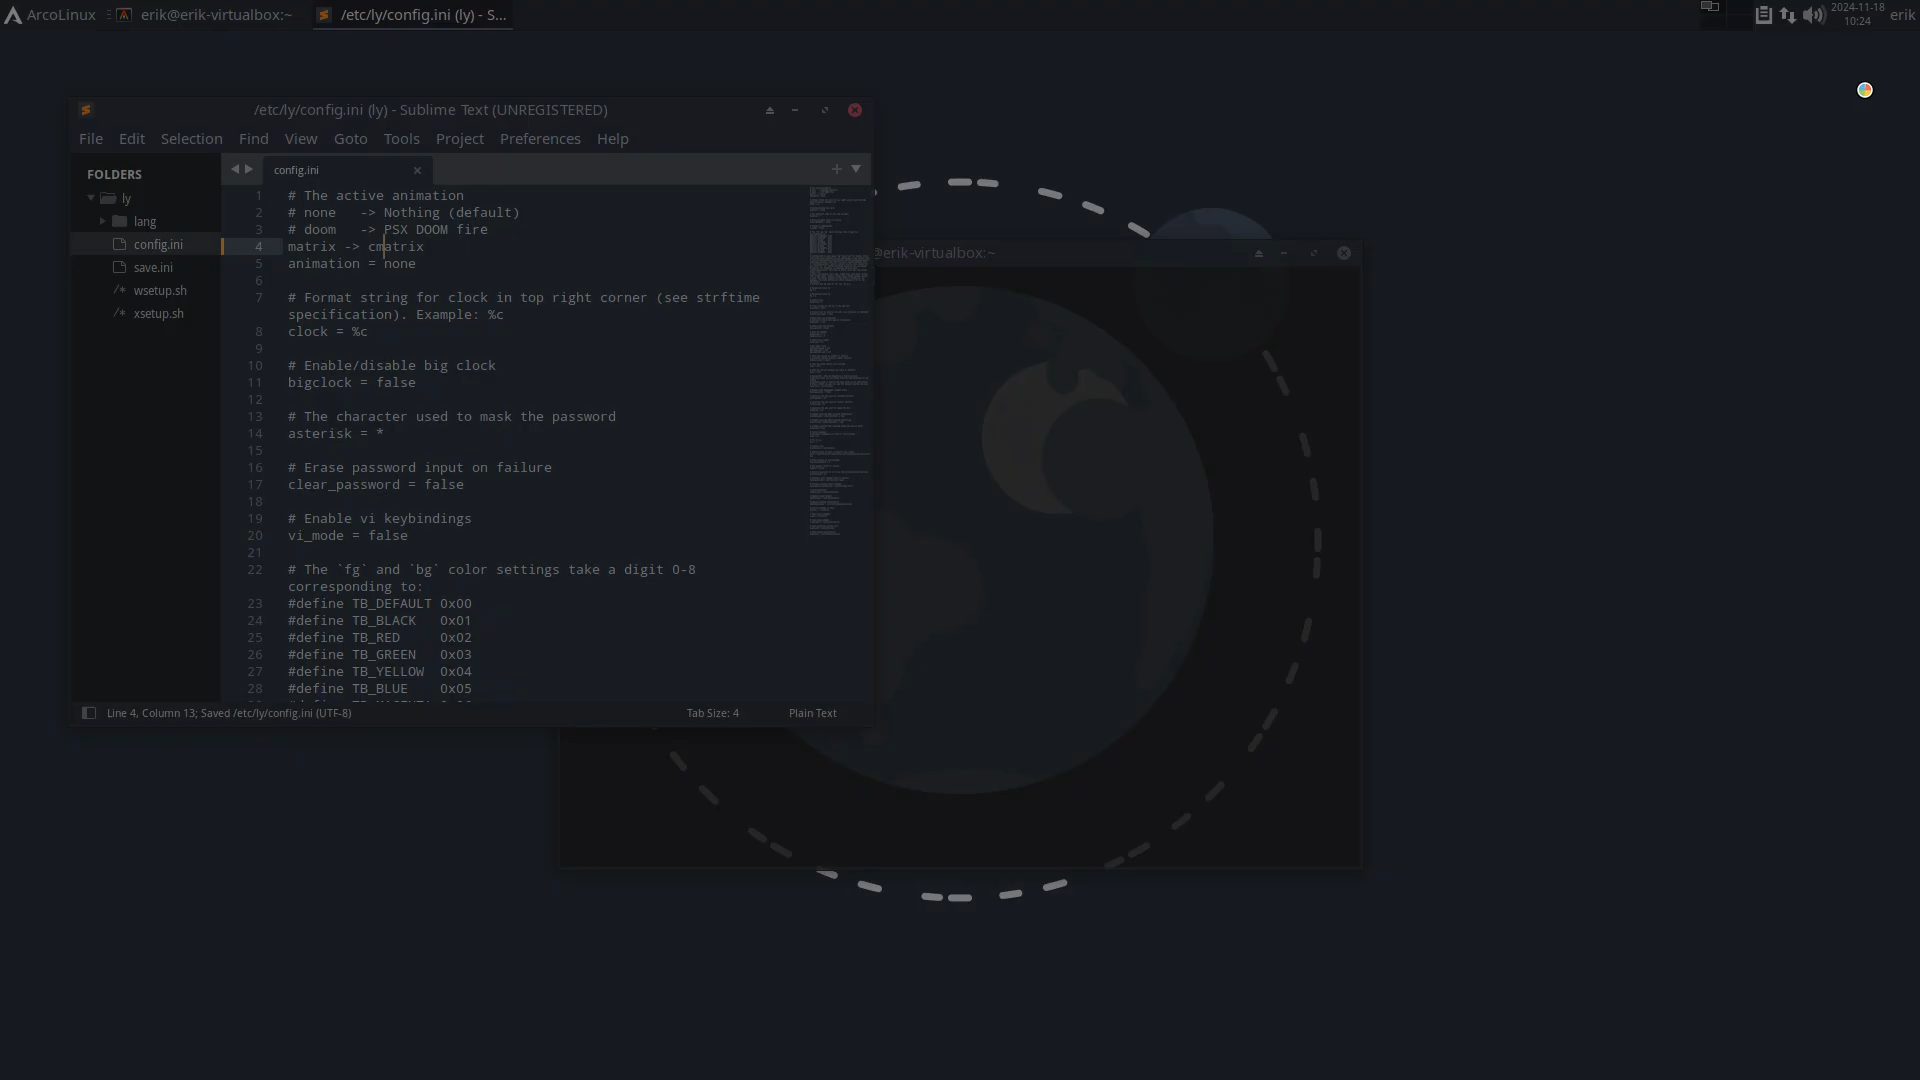 ArcoLinux
erik@erik-virtualbox:~
/etc/ly/config.ini (ly) - S...
2024-11-18
10:24
erik
/etc/ly/config.ini (ly) - Sublime Text (UNREGISTERED)
File Edit Selection Find View Goto Tools Project Preferences Help
FOLDERS
ly
lang
config.ini
save.ini
/* wsetup.sh
/* xsetup.sh
config.ini
1 # The active animation
2 # none   -> Nothing (default)
3 # doom   -> PSX DOOM fire
4 matrix -> cmatrix
5 animation = none
6
7 # Format string for clock in top right corner (see strftime
specification). Example: %c
8 clock = %c
9
10 # Enable/disable big clock
11 bigclock = false
12
13 # The character used to mask the password
14 asterisk = *
15
16 # Erase password input on failure
17 clear_password = false
18
19 # Enable vi keybindings
20 vi_mode = false
21
22 # The `fg` and `bg` color settings take a digit 0-8
corresponding to:
23 #define TB_DEFAULT 0x00
24 #define TB_BLACK   0x01
25 #define TB_RED     0x02
26 #define TB_GREEN   0x03
27 #define TB_YELLOW  0x04
28 #define TB_BLUE    0x05
Line 4, Column 13; Saved /etc/ly/config.ini (UTF-8)
Tab Size: 4
Plain Text
@erik-virtualbox:~